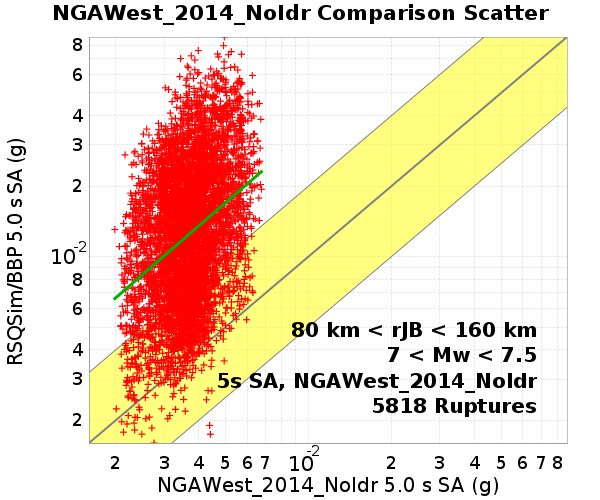 NGAWest_2014_NoIdr Comparison Scatter
8
6
4
3
2
10-2
8
6
4
3
2
RSQSim/BBP 5.0 s SA (g)
80 km < rJB < 160 km
7 < Mw < 7.5
5s SA, NGAWest_2014_NoIdr
5818 Ruptures
2 3 4 5 6 7 10-2 2 3 4 5 6 7 8
NGAWest_2014_NoIdr 5.0 s SA (g)